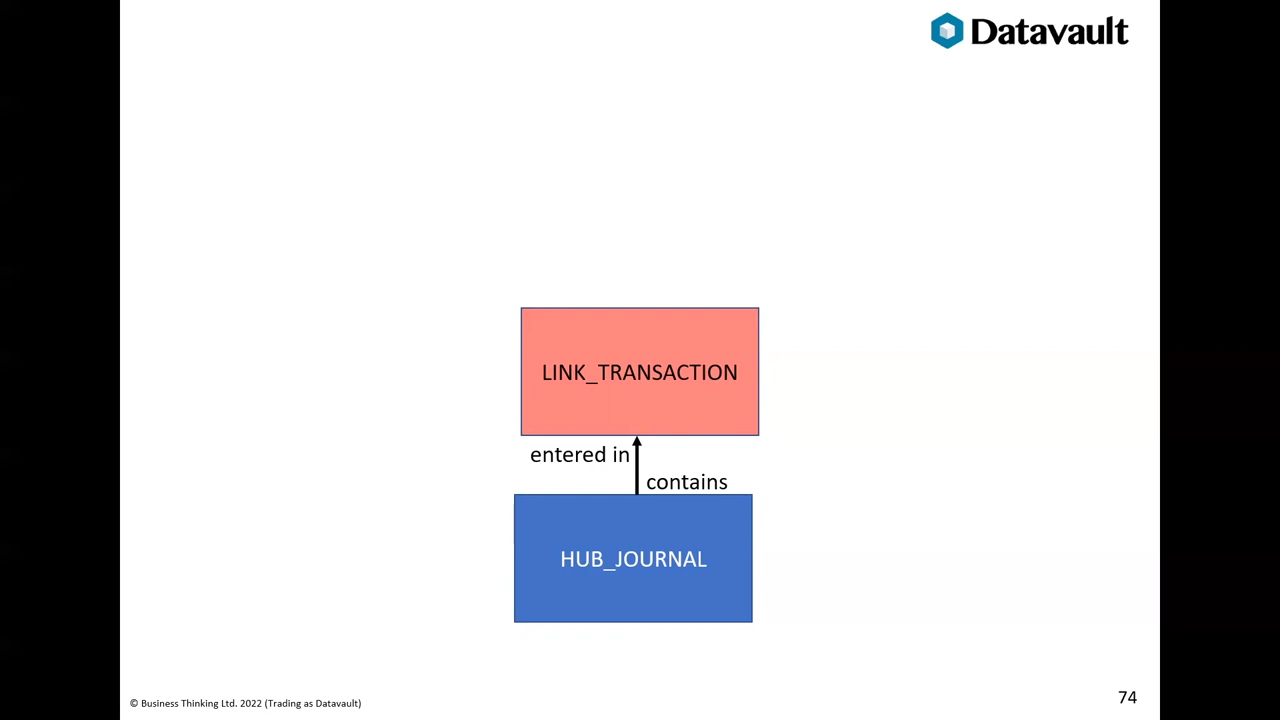 Datavault
LINK_TRANSACTION
entered in
contains
HUB_JOURNAL
© Business Thinking Ltd. 2022 (Trading as Datavault)
74